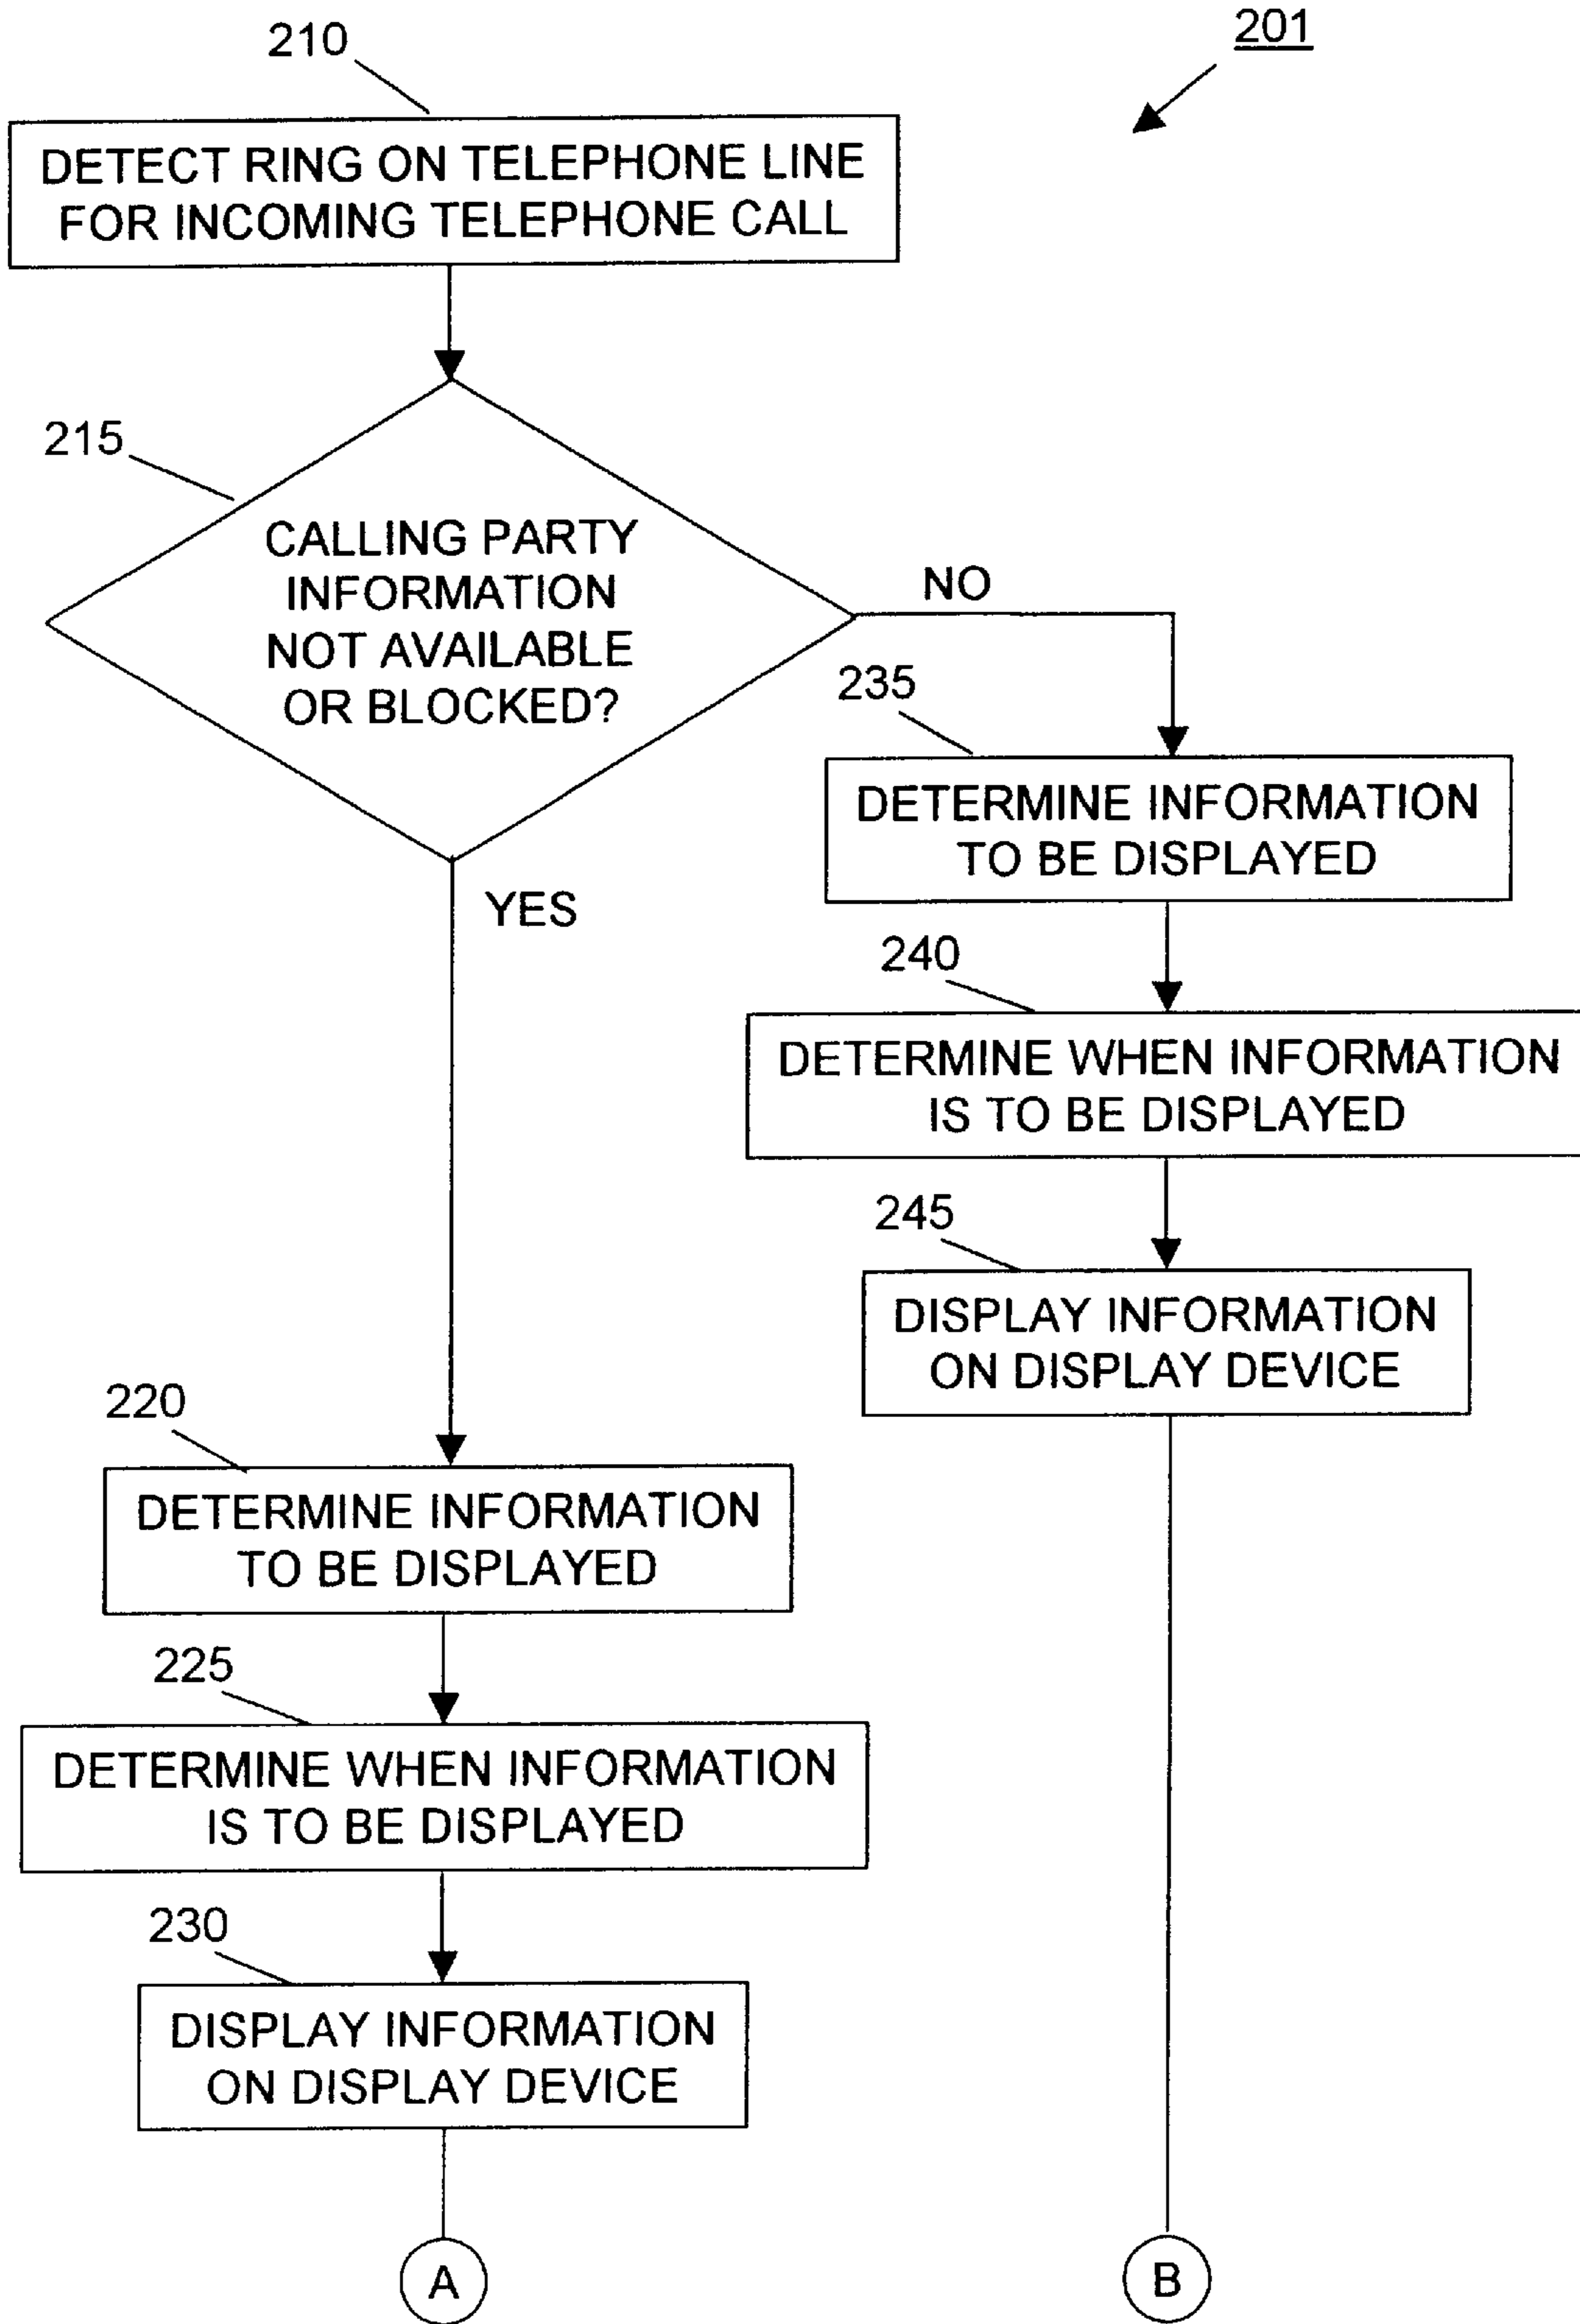 210
201
DETECT RING ON TELEPHONE LINE
FOR INCOMING TELEPHONE CALL
215
CALLING PARTY
INFORMATION
NOT AVAILABLE
OR BLOCKED?
NO
YES
235
DETERMINE INFORMATION
TO BE DISPLAYED
240
DETERMINE WHEN INFORMATION
IS TO BE DISPLAYED
245
DISPLAY INFORMATION
ON DISPLAY DEVICE
220
DETERMINE INFORMATION
TO BE DISPLAYED
225
DETERMINE WHEN INFORMATION
IS TO BE DISPLAYED
230
DISPLAY INFORMATION
ON DISPLAY DEVICE
A
B